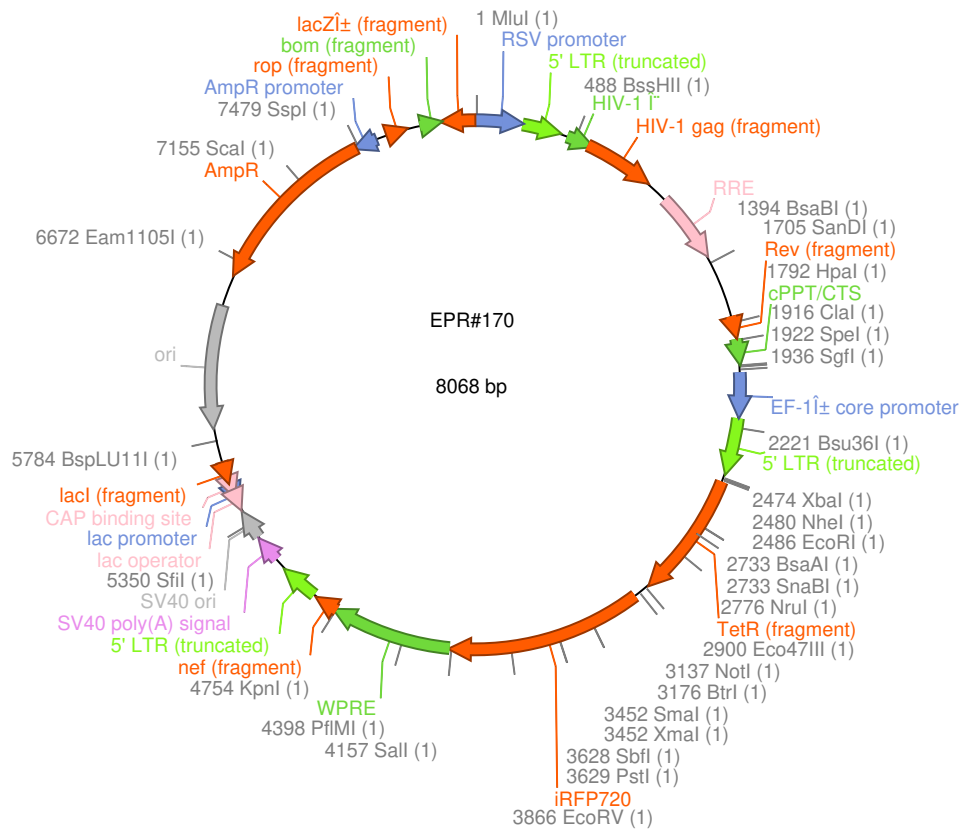 lacZÎ± (fragment)
bom (fragment)
rop (fragment)
AmpR promoter
7479 SspI (1)
7155 ScaI (1)
AmpR
6672 Eam1105I (1)
ori
5784 BspLU11I (1)
lacI (fragment)
CAP binding site
lac promoter
lac operator
5350 SfiI (1)
SV40 ori
SV40 poly(A) signal
5' LTR (truncated)
nef (fragment)
4754 KpnI (1)
WPRE
4398 PflMI (1)
4157 SalI (1)
1 MluI (1)
RSV promoter
5' LTR (truncated)
488 BssHII (1)
HIV-1 Î¨
HIV-1 gag (fragment)
RRE
1394 BsaBI (1)
1705 SanDI (1)
Rev (fragment)
1792 HpaI (1)
cPPT/CTS
1916 ClaI (1)
1922 SpeI (1)
1936 SgfI (1)
EF-1Î± core promoter
2221 Bsu36I (1)
5' LTR (truncated)
2474 XbaI (1)
2480 NheI (1)
2486 EcoRI (1)
2733 BsaAI (1)
2733 SnaBI (1)
2776 NruI (1)
TetR (fragment)
2900 Eco47III (1)
3137 NotI (1)
3176 BtrI (1)
3452 SmaI (1)
3452 XmaI (1)
3628 SbfI (1)
3629 PstI (1)
iRFP720
3866 EcoRV (1)
EPR#170
8068 bp